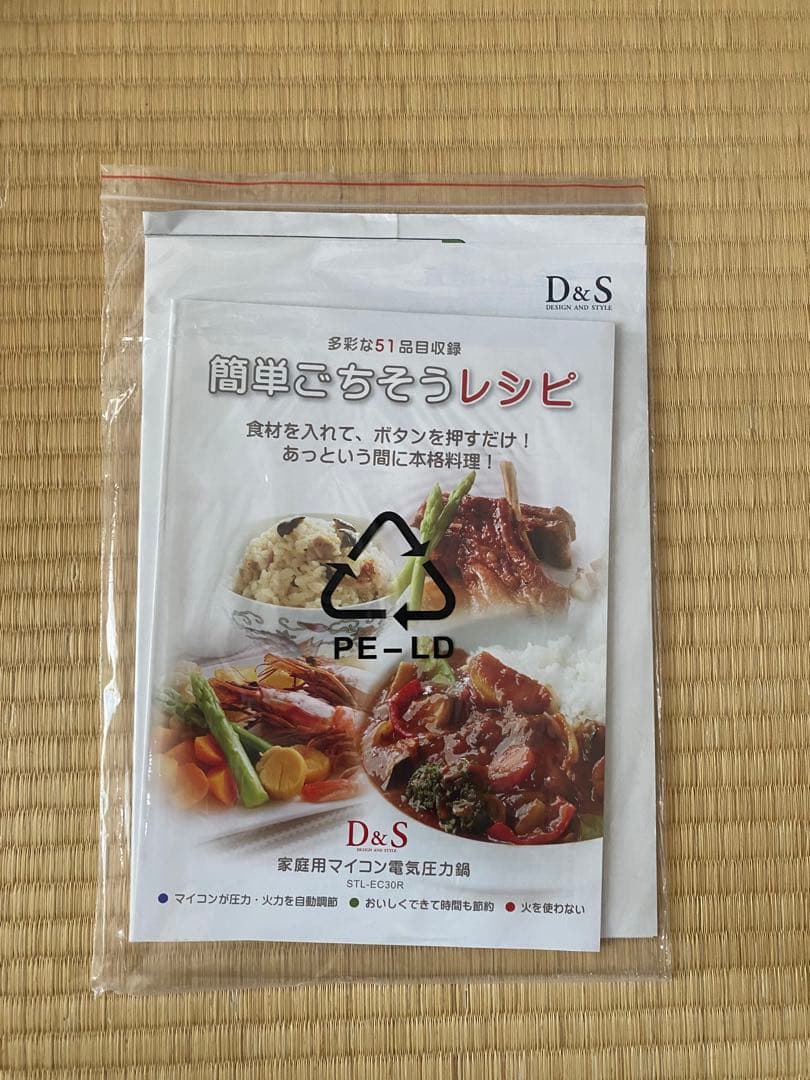 D&S
DESIGN AND STYLE
多彩な51品目収録
簡単ごちそうレシピ
食材を入れて、ボタンを押すだけ！
あっという間に本格料理！
PE-LD
D&S
DESIGN AND STYLE
家庭用マイコン電気圧力鍋
STL-EC30R
● マイコンが圧力・火力を自動調節 ● おいしくできて時間も節約 ● 火を使わない